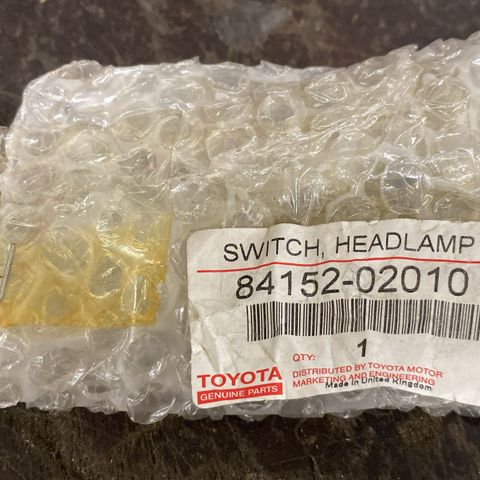 SWITCH, HEADLAMP
84152-02010
QTY: 1
TOYOTA
GENUINE PARTS
DISTRIBUTED BY TOYOTA MOTOR
MARKETING AND ENGINEERING
Made In United Kingdom